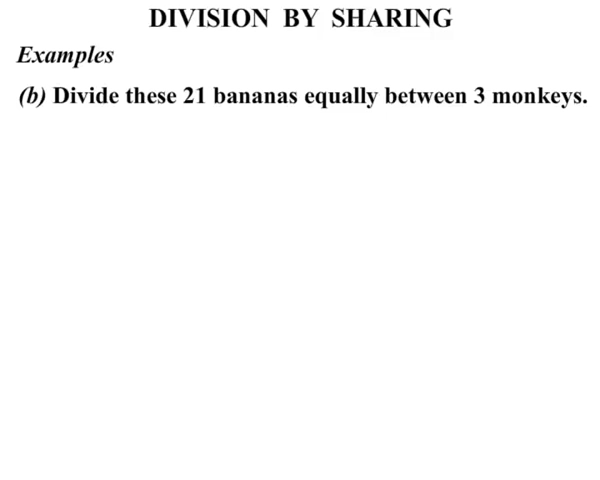 DIVISION BY SHARING
Examples
(b) Divide these 21 bananas equally between 3 monkeys.